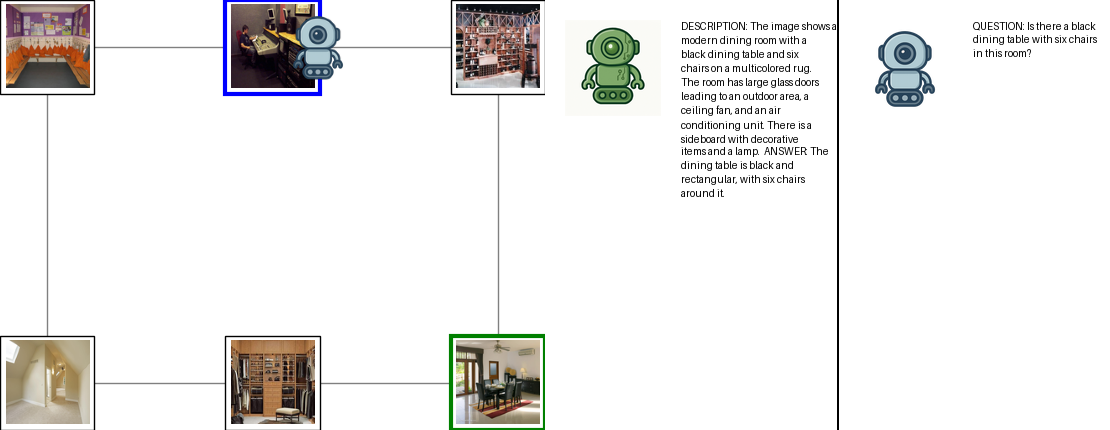 DESCRIPTION: The image shows a
modern dining room with a
black dining table and six
chairs on a multicolored rug.
The room has large glass doors
leading to an outdoor area, a
ceiling fan, and an air
conditioning unit. There is a
sideboard with decorative
items and a lamp.  ANSWER: The
dining table is black and
rectangular, with six chairs
around it.
QUESTION: Is there a black
dining table with six chairs
in this room?